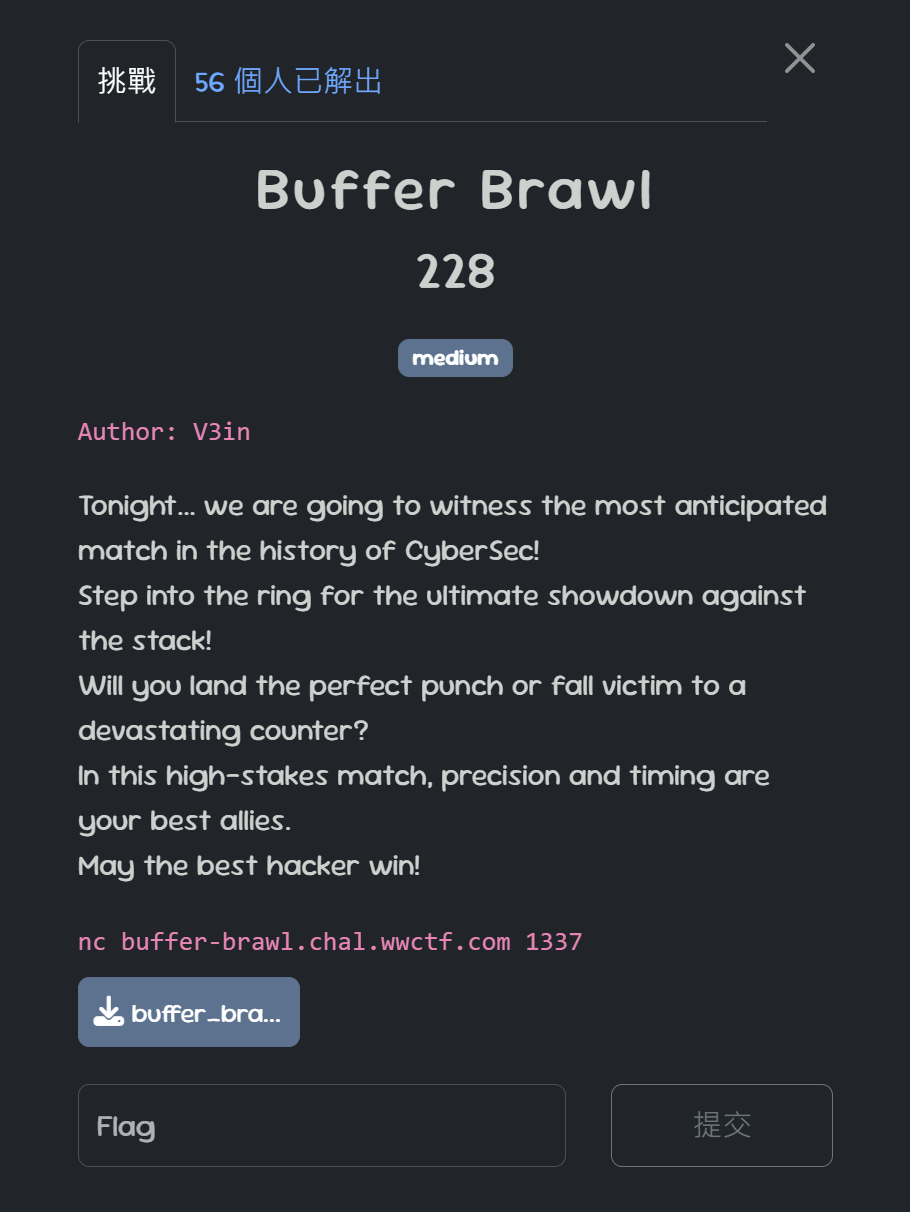 挑戰
56 個人已解出
Buffer Brawl
228
medium
Author: V3in
Tonight... we are going to witness the most anticipated
match in the history of CyberSec!
Step into the ring for the ultimate showdown against
the stack!
Will you land the perfect punch or fall victim to a
devastating counter?
In this high-stakes match, precision and timing are
your best allies.
May the best hacker win!
nc buffer-brawl.chal.wwctf.com 1337
buffer_bra...
Flag
提交